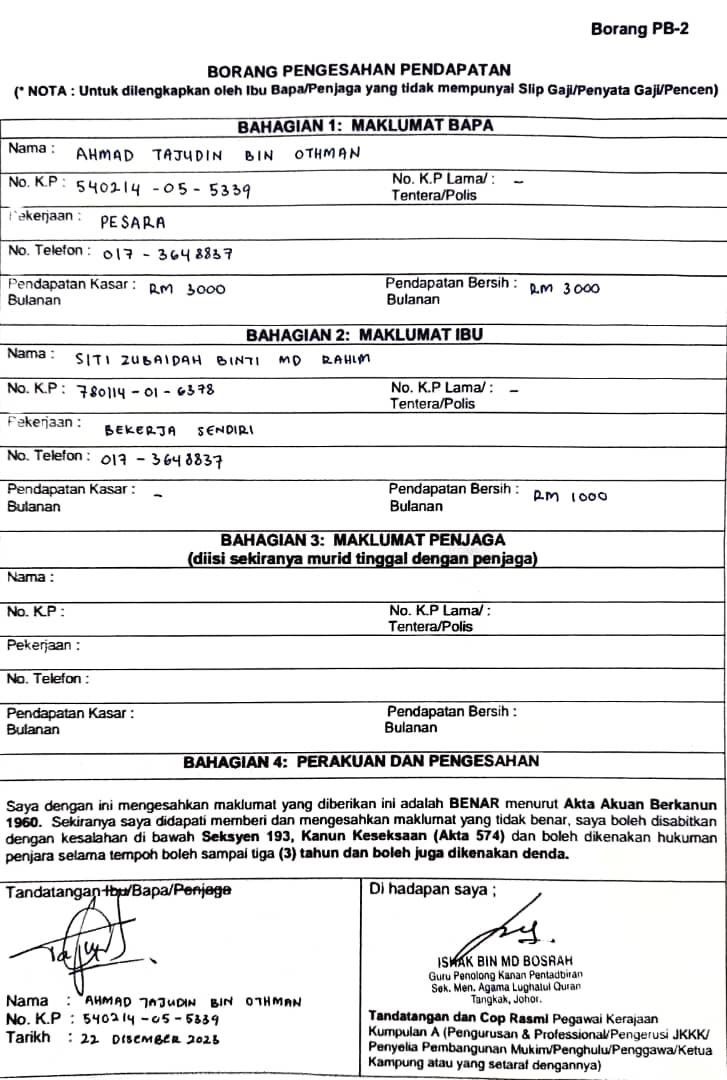 Borang PB-2
BORANG PENGESAHAN PENDAPATAN
(* NOTA : Untuk dilengkapkan oleh Ibu Bapa/Penjaga yang tidak mempunyai Slip Gaji/Penyata Gaji/Pencen)
BAHAGIAN 1: MAKLUMAT BAPA
Nama : AHMAD TAJUDIN BIN OTHMAN
No. K.P : 540214 - 05 - 5339 No. K.P Lama/ : -
Tentera/Polis
Pekerjaan : PESARA
No. Telefon : 017 - 3648837
Pendapatan Kasar : RM 3000 Pendapatan Bersih : RM 3000
Bulanan Bulanan
BAHAGIAN 2: MAKLUMAT IBU
Nama : SITI ZUBAIDAH BINTI MD RAHIM
No. K.P : 780114 - 01 - 6378 No. K.P Lama/ : -
Tentera/Polis
Pekerjaan : BEKERJA SENDIRI
No. Telefon : 017 - 3648837
Pendapatan Kasar : - Pendapatan Bersih : RM 1000
Bulanan Bulanan
BAHAGIAN 3: MAKLUMAT PENJAGA
(diisi sekiranya murid tinggal dengan penjaga)
Nama :
No. K.P : No. K.P Lama/ :
Tentera/Polis
Pekerjaan :
No. Telefon :
Pendapatan Kasar : Pendapatan Bersih :
Bulanan Bulanan
BAHAGIAN 4: PERAKUAN DAN PENGESAHAN
Saya dengan ini mengesahkan maklumat yang diberikan ini adalah BENAR menurut Akta Akuan Berkanun
1960. Sekiranya saya didapati memberi dan mengesahkan maklumat yang tidak benar, saya boleh disabitkan
dengan kesalahan di bawah Seksyen 193, Kanun Keseksaan (Akta 574) dan boleh dikenakan hukuman
penjara selama tempoh boleh sampai tiga (3) tahun dan boleh juga dikenakan denda.
Tandatangan Ibu/Bapa/Penjaga
Nama : AHMAD TAJUDIN BIN OTHMAN
No. K.P : 540214 - 05 - 5339
Tarikh : 22 DISEMBER 2023
Di hadapan saya ;
ISHAK BIN MD BOSRAH
Guru Penolong Kanan Pentadbiran
Sek. Men. Agama Lughatul Quran
Tangkak, Johor.
Tandatangan dan Cop Rasmi Pegawai Kerajaan
Kumpulan A (Pengurusan & Professional/Pengerusi JKKK/
Penyelia Pembangunan Mukim/Penghulu/Penggawa/Ketua
Kampung atau yang setaraf dengannya)